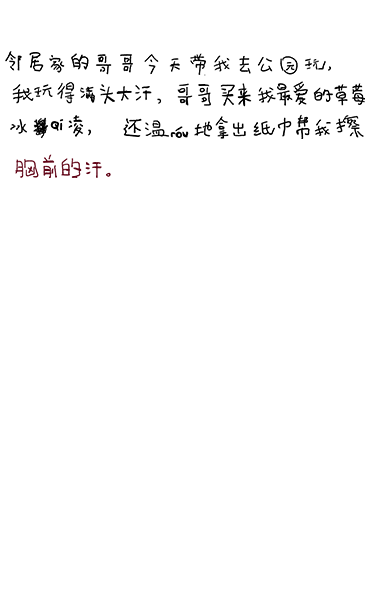 邻居家的哥哥今天带我去公园玩,
我玩得满头大汗,哥哥买来我最爱的草莓
冰qi凌,还温róu地拿出纸巾帮我擦
胸前的汗。